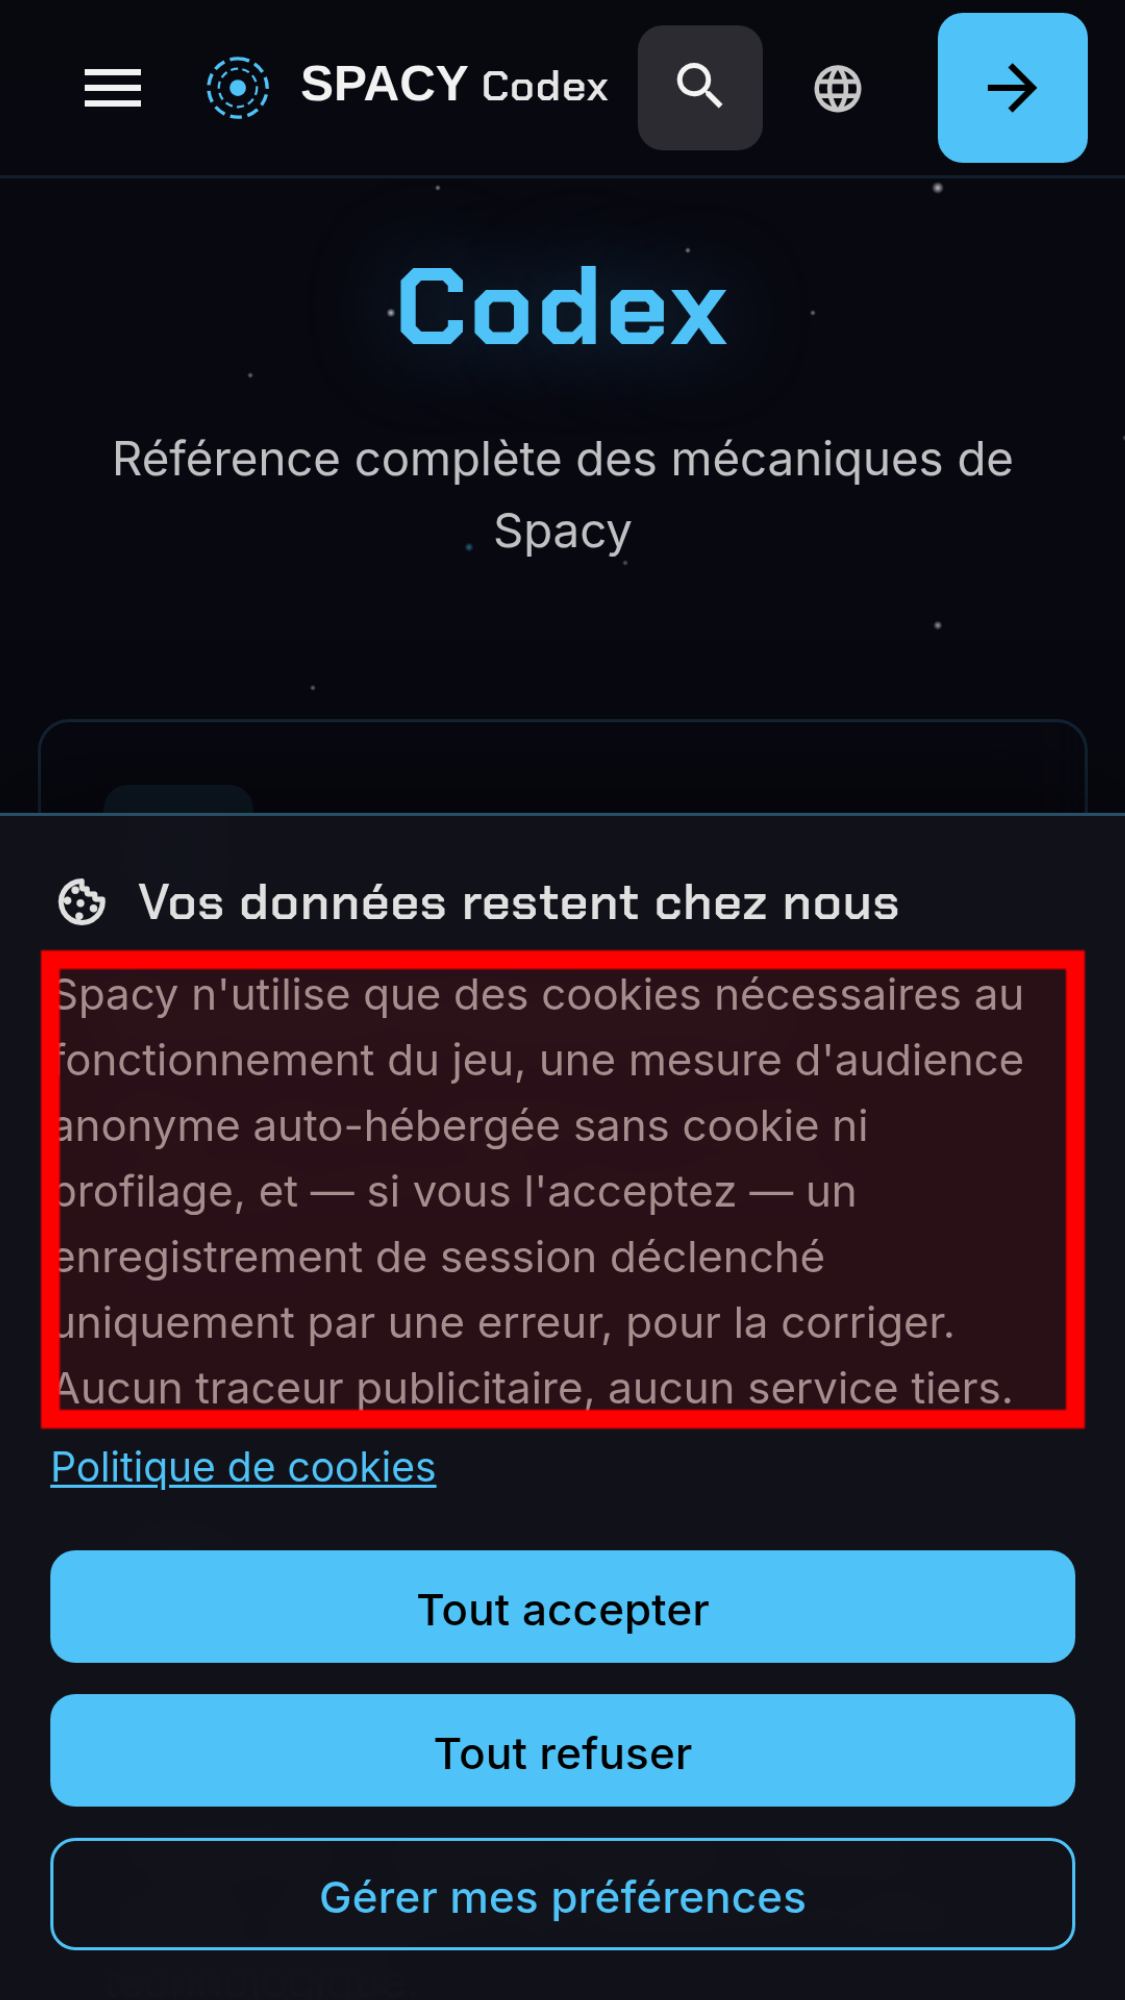 SPACY Codex
Codex
Référence complète des mécaniques de
Spacy
Vos données restent chez nous
Spacy n'utilise que des cookies nécessaires au
fonctionnement du jeu, une mesure d'audience
anonyme auto-hébergée sans cookie ni
profilage, et — si vous l'acceptez — un
enregistrement de session déclenché
uniquement par une erreur, pour la corriger.
Aucun traceur publicitaire, aucun service tiers.
Politique de cookies
Tout accepter
Tout refuser
Gérer mes préférences